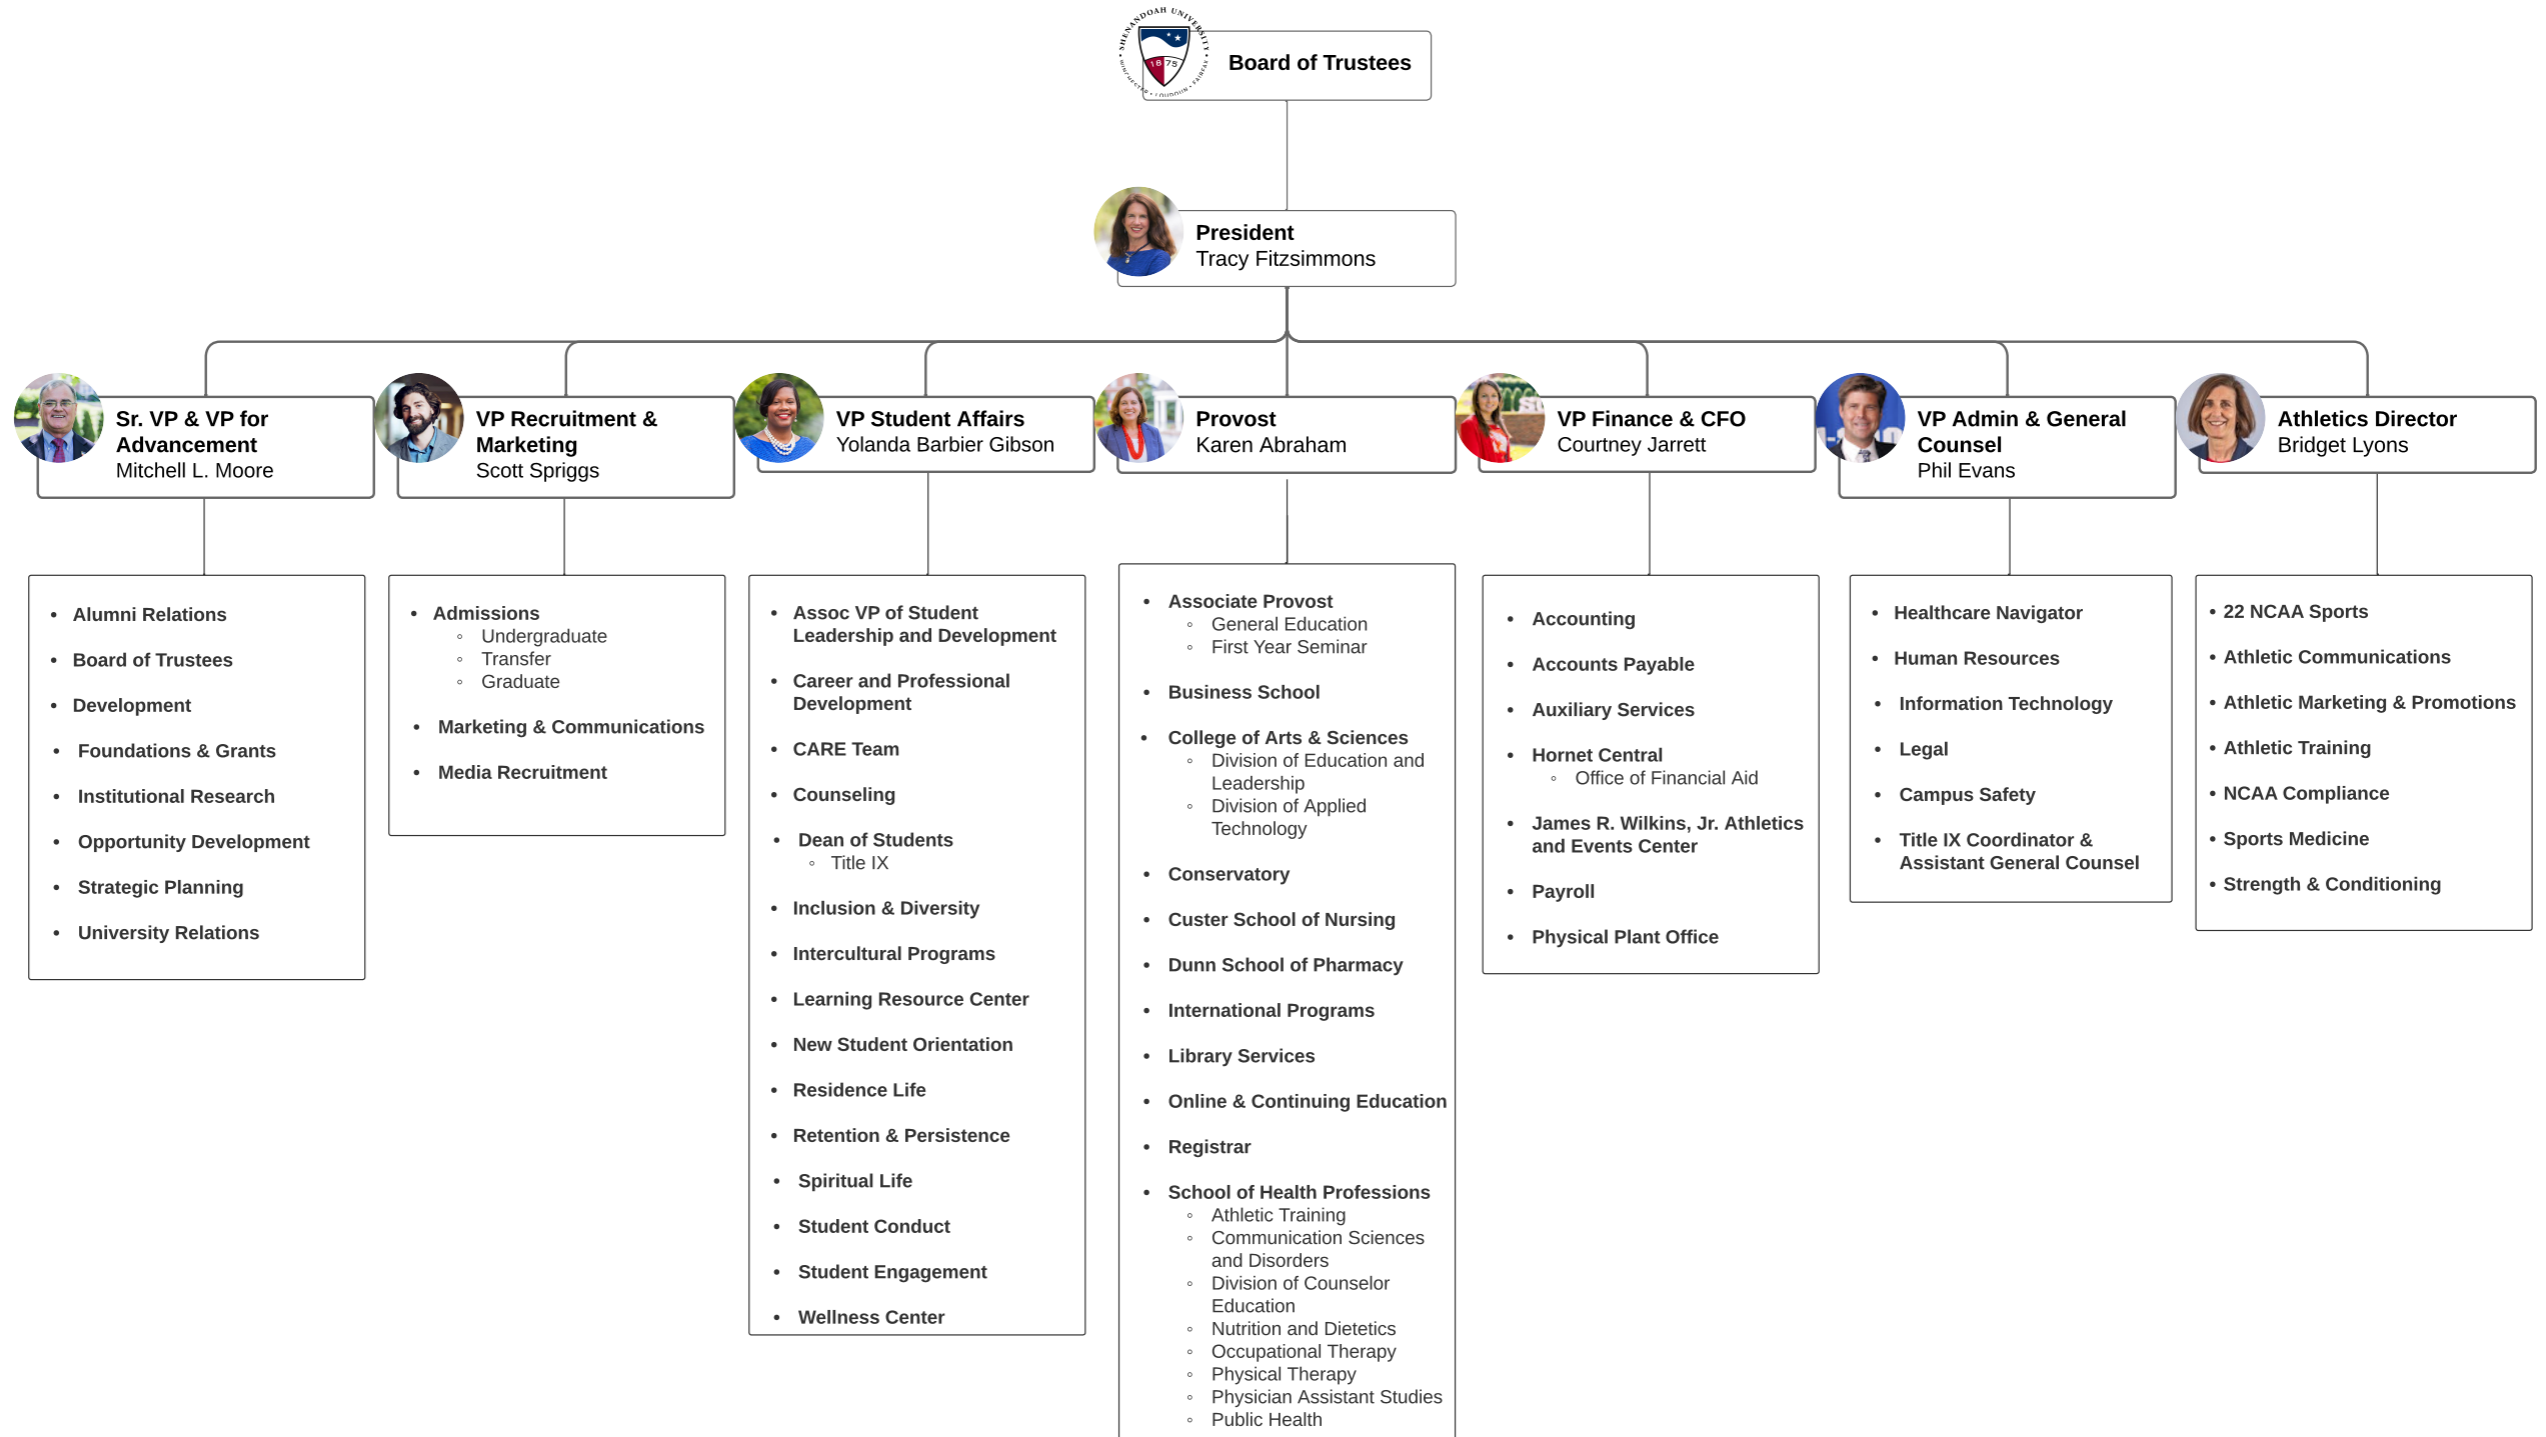 SHENANDOAH UNIVERSITY
WINCHESTER • LOUDOUN • FAIRFAX
1875
Board of Trustees
President
Tracy Fitzsimmons
Sr. VP & VP for
Advancement
Mitchell L. Moore
VP Recruitment &
Marketing
Scott Spriggs
VP Student Affairs
Yolanda Barbier Gibson
Provost
Karen Abraham
VP Finance & CFO
Courtney Jarrett
VP Admin & General
Counsel
Phil Evans
Athletics Director
Bridget Lyons
• Alumni Relations
• Board of Trustees
• Development
• Foundations & Grants
• Institutional Research
• Opportunity Development
• Strategic Planning
• University Relations
• Admissions
◦ Undergraduate
◦ Transfer
◦ Graduate
• Marketing & Communications
• Media Recruitment
• Assoc VP of Student
Leadership and Development
• Career and Professional
Development
• CARE Team
• Counseling
• Dean of Students
◦ Title IX
• Inclusion & Diversity
• Intercultural Programs
• Learning Resource Center
• New Student Orientation
• Residence Life
• Retention & Persistence
• Spiritual Life
• Student Conduct
• Student Engagement
• Wellness Center
• Associate Provost
◦ General Education
◦ First Year Seminar
• Business School
• College of Arts & Sciences
◦ Division of Education and
Leadership
◦ Division of Applied
Technology
• Conservatory
• Custer School of Nursing
• Dunn School of Pharmacy
• International Programs
• Library Services
• Online & Continuing Education
• Registrar
• School of Health Professions
◦ Athletic Training
◦ Communication Sciences
and Disorders
◦ Division of Counselor
Education
◦ Nutrition and Dietetics
◦ Occupational Therapy
◦ Physical Therapy
◦ Physician Assistant Studies
◦ Public Health
• Accounting
• Accounts Payable
• Auxiliary Services
• Hornet Central
◦ Office of Financial Aid
• James R. Wilkins, Jr. Athletics
and Events Center
• Payroll
• Physical Plant Office
• Healthcare Navigator
• Human Resources
• Information Technology
• Legal
• Campus Safety
• Title IX Coordinator &
Assistant General Counsel
• 22 NCAA Sports
• Athletic Communications
• Athletic Marketing & Promotions
• Athletic Training
• NCAA Compliance
• Sports Medicine
• Strength & Conditioning